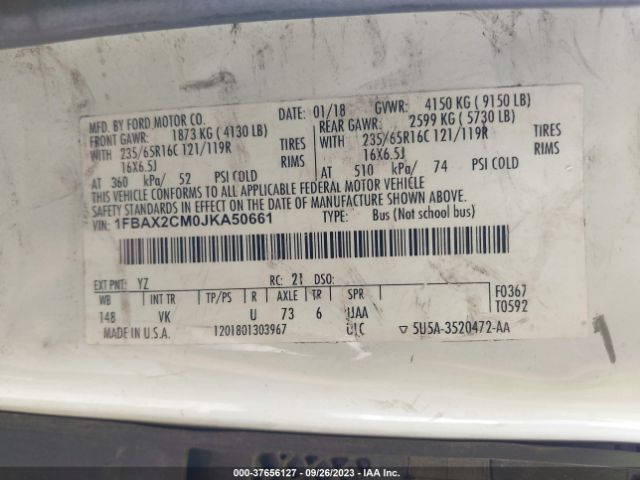 MFD. BY FORD MOTOR CO. DATE: 01/18 GVWR: 4150 KG ( 9150 LB)
FRONT GAWR: 1873 KG ( 4130 LB) REAR GAWR: 2599 KG ( 5730 LB)
WITH 235/65R16C 121/119R TIRES WITH 235/65R16C 121/119R TIRES
16X6.5J RIMS 16X6.5J RIMS
AT 360 kPa/ 52 PSI COLD AT 510 kPa/ 74 PSI COLD
THIS VEHICLE CONFORMS TO ALL APPLICABLE FEDERAL MOTOR VEHICLE
SAFETY STANDARDS IN EFFECT ON THE DATE OF MANUFACTURE SHOWN ABOVE.
VIN: 1FBAX2CM0JKA50661 TYPE: Bus (Not school bus)
EXT PNT: YZ RC: 21 DSO: F0367
WB INT TR TP/PS R AXLE TR SPR T0592
148 VK U 73 6 IJAA
MADE IN U.S.A. 1201801303967 UIC ▽ 5U5A-3520472-AA
000-37656127 - 09/26/2023 - IAA Inc.